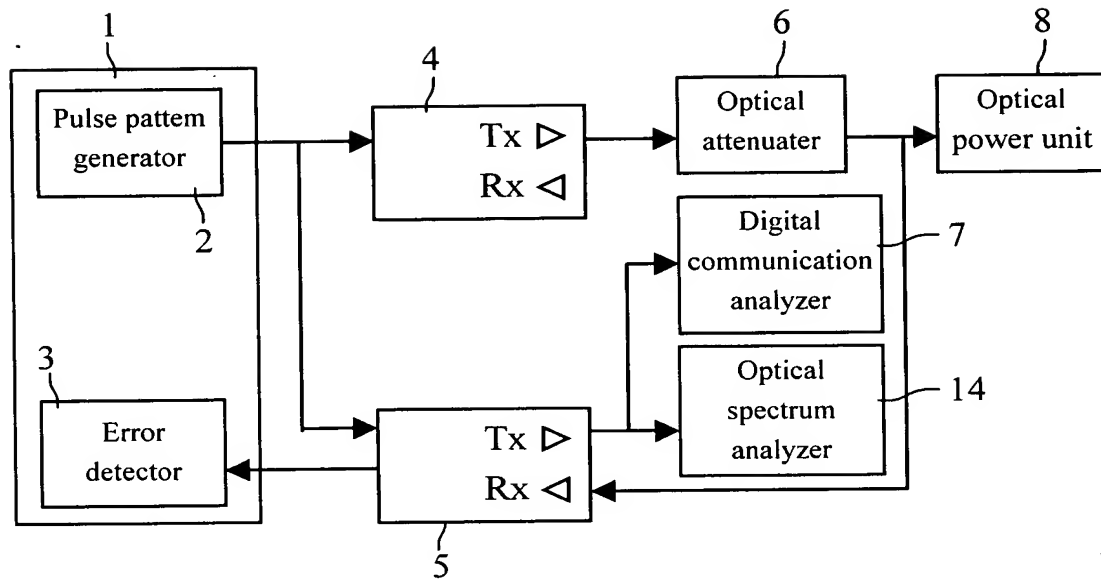 1
4
6
8
Pulse pattem
generator
2
Tx
Rx
Optical
attenuater
Optical
power unit
Digital
communication
analyzer
7
3
Error
detector
Tx
Rx
5
Optical
spectrum
analyzer
14